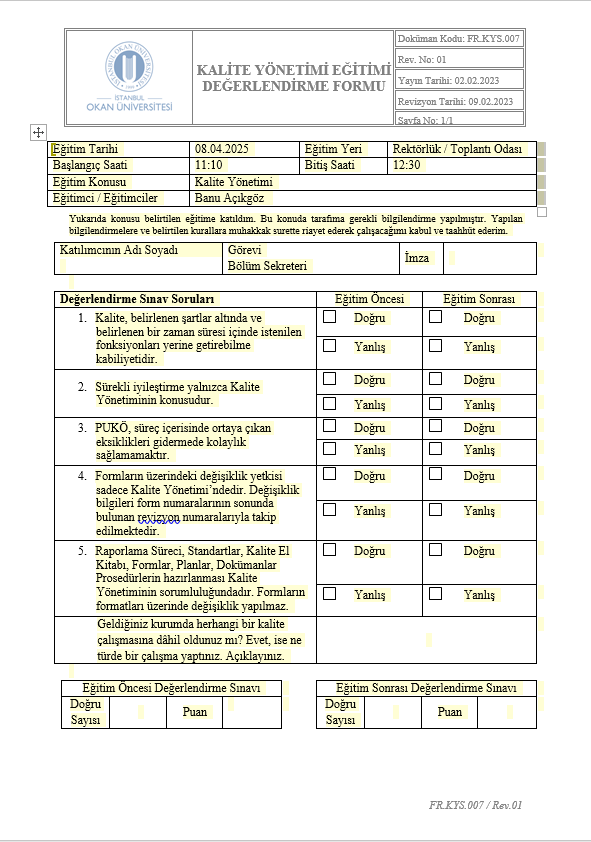 İSTANBUL OKAN ÜNİVERSİTESİ
1999
İSTANBUL
OKAN ÜNİVERSİTESİ
KALİTE YÖNETİMİ EĞİTİMİ
DEĞERLENDİRME FORMU
Doküman Kodu: FR.KYS.007
Rev. No: 01
Yayın Tarihi: 02.02.2023
Revizyon Tarihi: 09.02.2023
Sayfa No: 1/1
Eğitim Tarihi 08.04.2025 Eğitim Yeri Rektörlük / Toplantı Odası
Başlangıç Saati 11:10 Bitiş Saati 12:30
Eğitim Konusu Kalite Yönetimi
Eğitimci / Eğitimciler Banu Açıkgöz
Yukarıda konusu belirtilen eğitime katıldım. Bu konuda tarafıma gerekli bilgilendirme yapılmıştır. Yapılan
bilgilendirmelere ve belirtilen kurallara muhakkak surette riayet ederek çalışacağımı kabul ve taahhüt ederim.
Katılımcının Adı Soyadı
Görevi
Bölüm Sekreteri
İmza
Değerlendirme Sınav Soruları Eğitim Öncesi Eğitim Sonrası
1. Kalite, belirlenen şartlar altında ve
belirlenen bir zaman süresi içinde istenilen
fonksiyonları yerine getirebilme
kabiliyetidir.
Doğru Doğru
Yanlış Yanlış
2. Sürekli iyileştirme yalnızca Kalite
Yönetiminin konusudur.
Doğru Doğru
Yanlış Yanlış
3. PUKÖ, süreç içerisinde ortaya çıkan
eksiklikleri gidermede kolaylık
sağlamamaktır.
Doğru Doğru
Yanlış Yanlış
4. Formların üzerindeki değişiklik yetkisi
sadece Kalite Yönetimi’ndedir. Değişiklik
bilgileri form numaralarının sonunda
bulunan revizyon numaralarıyla takip
edilmektedir.
Doğru Doğru
Yanlış Yanlış
5. Raporlama Süreci, Standartlar, Kalite El
Kitabı, Formlar, Planlar, Dokümanlar
Prosedürlerin hazırlanması Kalite
Yönetiminin sorumluluğundadır. Formların
formatları üzerinde değişiklik yapılmaz.
Doğru Doğru
Yanlış Yanlış
Geldiğiniz kurumda herhangi bir kalite
çalışmasına dâhil oldunuz mu? Evet, ise ne
türde bir çalışma yaptınız. Açıklayınız.
Eğitim Öncesi Değerlendirme Sınavı
Doğru
Sayısı
Puan
Eğitim Sonrası Değerlendirme Sınavı
Doğru
Sayısı
Puan
FR.KYS.007 / Rev.01